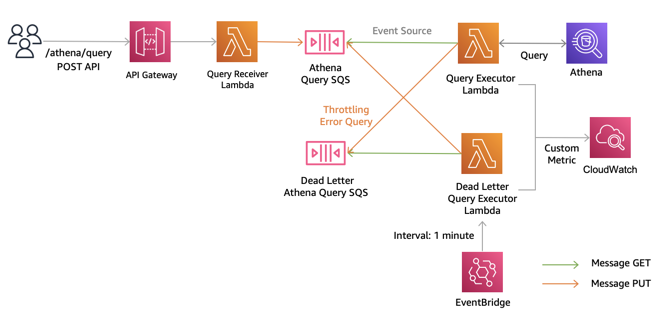 /athena/query
POST API
API Gateway
Query Receiver
Lambda
Athena
Query SQS
Event Source
Query Executor
Lambda
Query
Athena
Throttling
Error Query
Dead Letter
Athena Query SQS
Dead Letter
Query Executor
Lambda
Custom
Metric
CloudWatch
Interval: 1 minute
EventBridge
Message GET
Message PUT